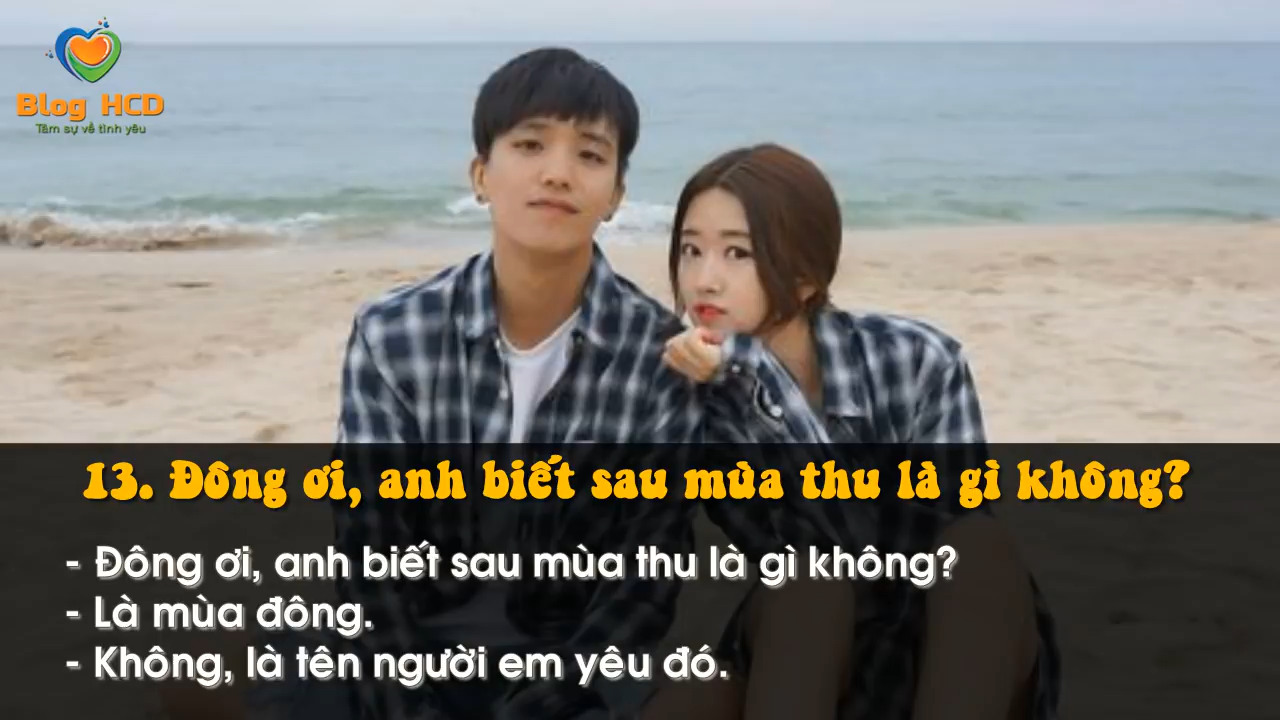 Blog HCD
Tâm sự về tình yêu
13. Đông ơi, anh biết sau mùa thu là gì không?
- Đông ơi, anh biết sau mùa thu là gì không?
- Là mùa đông.
- Không, là tên người em yêu đó.